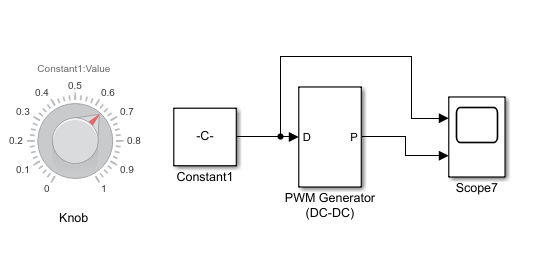 Constant1:Value
0.5
0.4
0.6
0.3
0.7
0.2
0.8
0.1
0.9
0
1
Knob
-C-
Constant1
D
P
PWM Generator
(DC-DC)
Scope7